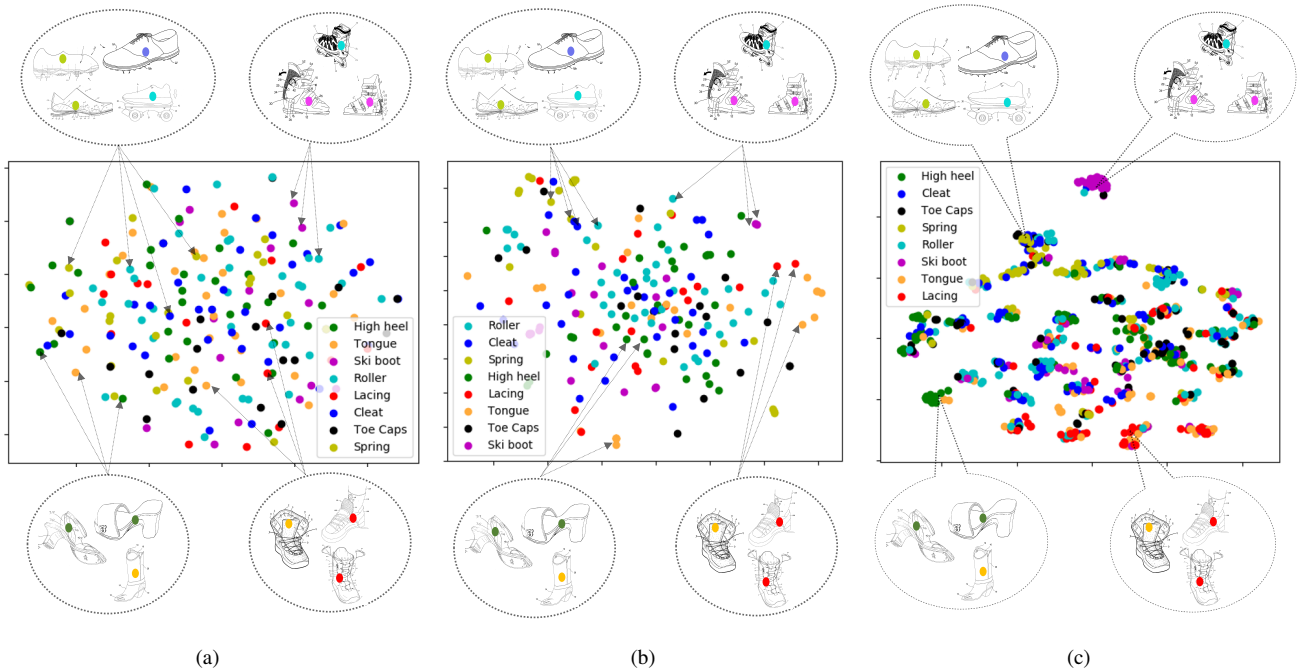 High heel
Tongue
Ski boot
Roller
Lacing
Cleat
Toe Caps
Spring
Roller
Cleat
Spring
High heel
Lacing
Tongue
Toe Caps
Ski boot
High heel
Cleat
Toe Caps
Spring
Roller
Ski boot
Tongue
Lacing
(a)
(b)
(c)